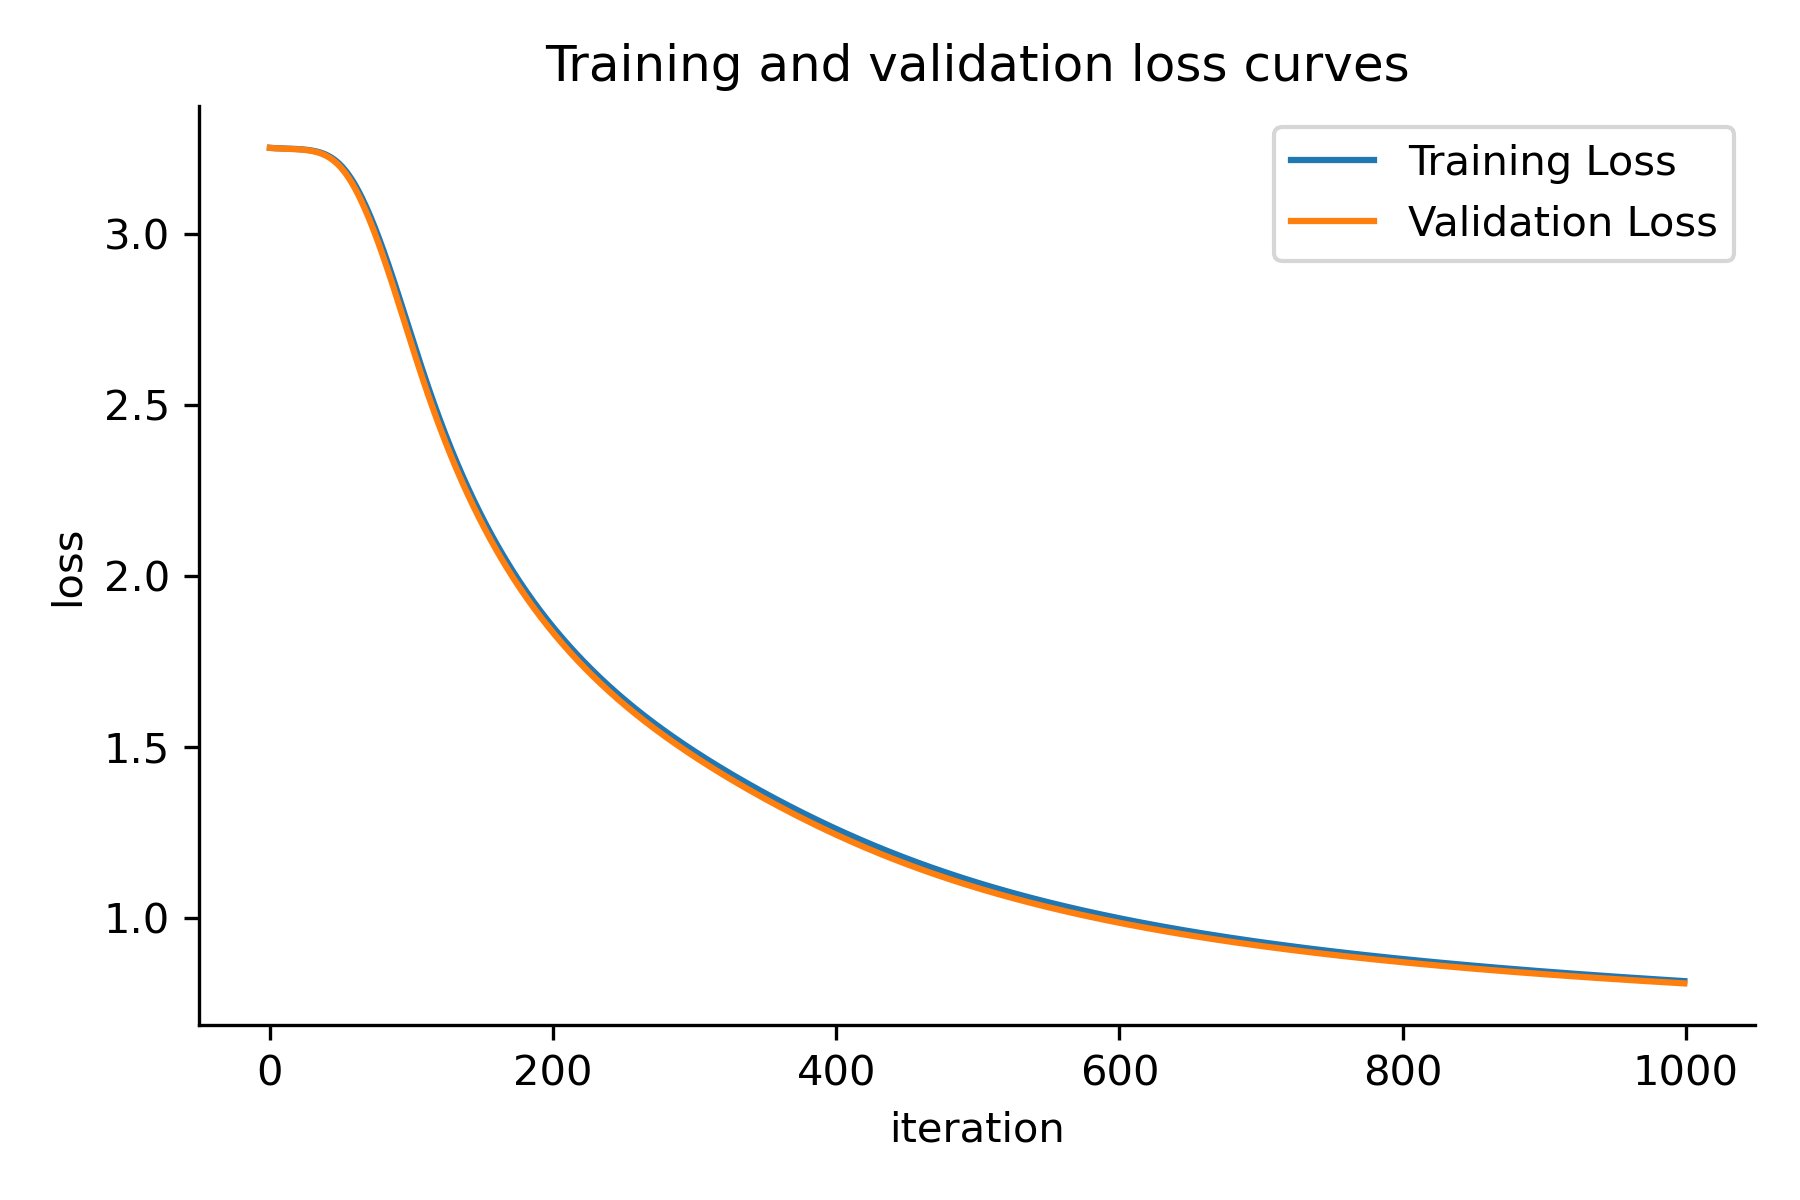 Training and validation loss curves
Training Loss
Validation Loss
3.0
2.5
2.0
1.5
1.0
loss
0 200 400 600 800 1000
iteration